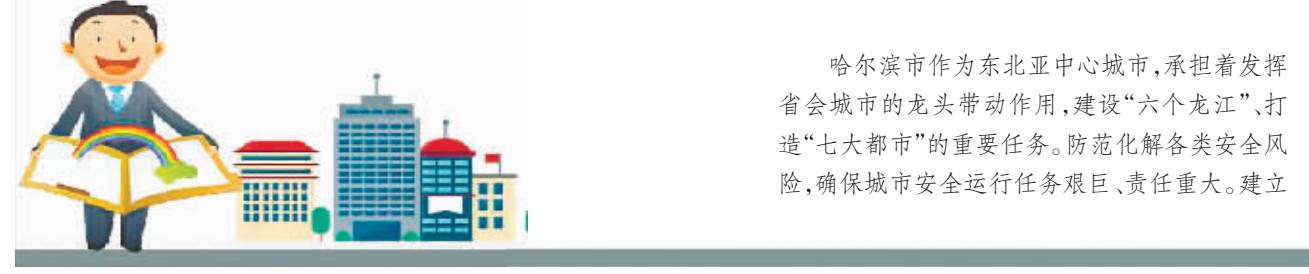 哈尔滨市作为东北亚中心城市,承担着发挥
省会城市的龙头带动作用,建设“六个龙江”、打
造“七大都市”的重要任务。防范化解各类安全风
险,确保城市安全运行任务艰巨、责任重大。建立